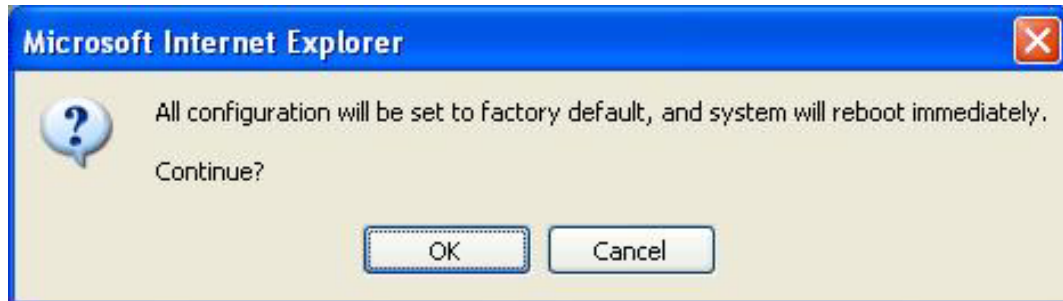 Microsoft Internet Explorer
All configuration will be set to factory default, and system will reboot immediately.
Continue?
OK
Cancel